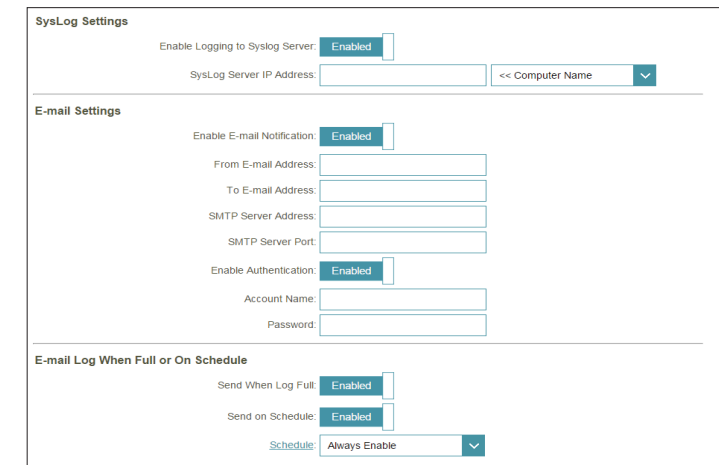 SysLog Settings
Enable Logging to Syslog Server: Enabled
SysLog Server IP Address: << Computer Name
E-mail Settings
Enable E-mail Notification: Enabled
From E-mail Address:
To E-mail Address:
SMTP Server Address:
SMTP Server Port:
Enable Authentication: Enabled
Account Name:
Password:
E-mail Log When Full or On Schedule
Send When Log Full: Enabled
Send on Schedule: Enabled
Schedule: Always Enable